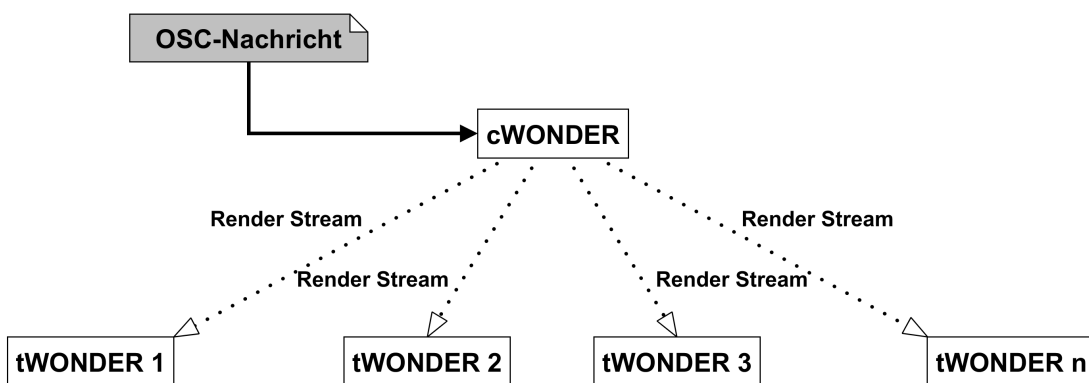 OSC-Nachricht
cWONDER
Render Stream
Render Stream
Render Stream
Render Stream
tWONDER 1
tWONDER 2
tWONDER 3
tWONDER n